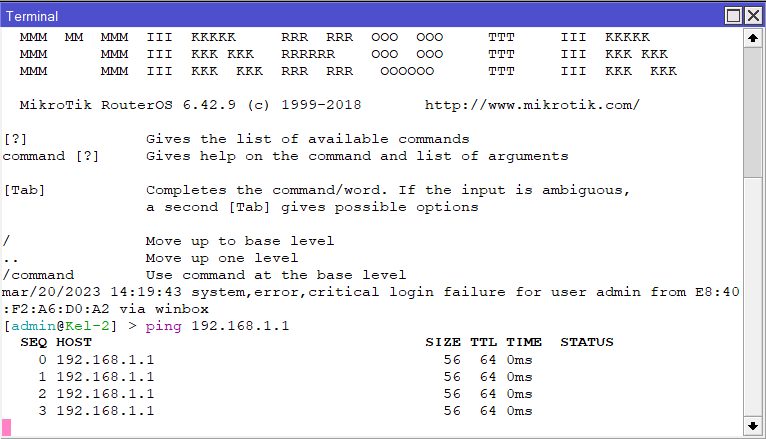 Terminal
MMM  MM  MMM  III  KKKKK     RRR  RRR  OOO  OOO     TTT     III  KKKKK
MMM      MMM  III  KKK KKK   RRRRRR    OOO  OOO     TTT     III  KKK KKK
MMM      MMM  III  KKK  KKK  RRR  RRR   OOOOOO      TTT     III  KKK  KKK
MikroTik RouterOS 6.42.9 (c) 1999-2018       http://www.mikrotik.com/
[?]             Gives the list of available commands
command [?]     Gives help on the command and list of arguments
[Tab]           Completes the command/word. If the input is ambiguous,
a second [Tab] gives possible options
/               Move up to base level
..              Move up one level
/command        Use command at the base level
mar/20/2023 14:19:43 system,error,critical login failure for user admin from E8:40
:F2:A6:D0:A2 via winbox
[admin@Kel-2] > ping 192.168.1.1
SEQ HOST                                     SIZE TTL TIME  STATUS
0 192.168.1.1                                56  64 0ms
1 192.168.1.1                                56  64 0ms
2 192.168.1.1                                56  64 0ms
3 192.168.1.1                                56  64 0ms